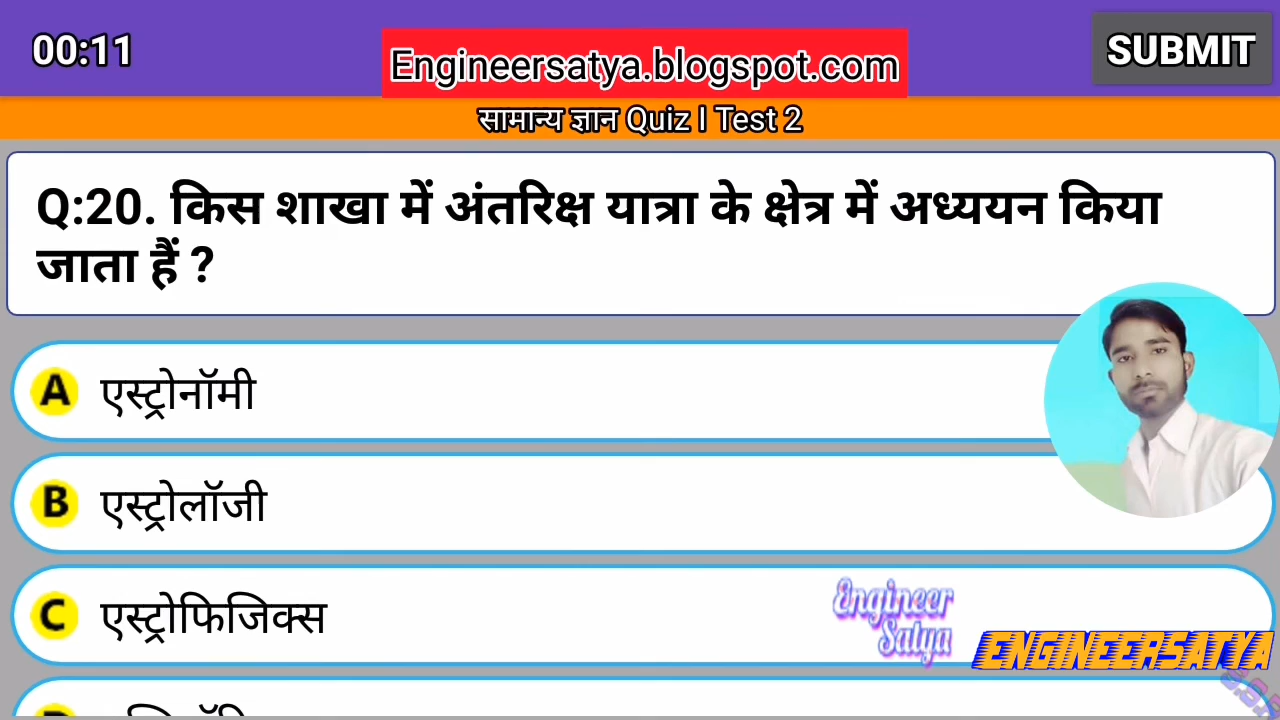 00:11
Engineersatya.blogspot.com
SUBMIT
सामान्य ज्ञान Quiz I Test 2
Q:20. किस शाखा में अंतरिक्ष यात्रा के क्षेत्र में अध्ययन किया
जाता हैं ?
A एस्ट्रोनॉमी
B एस्ट्रोलॉजी
C एस्ट्रोफिजिक्स
Engineer
Satya
ENGINEERSATYA